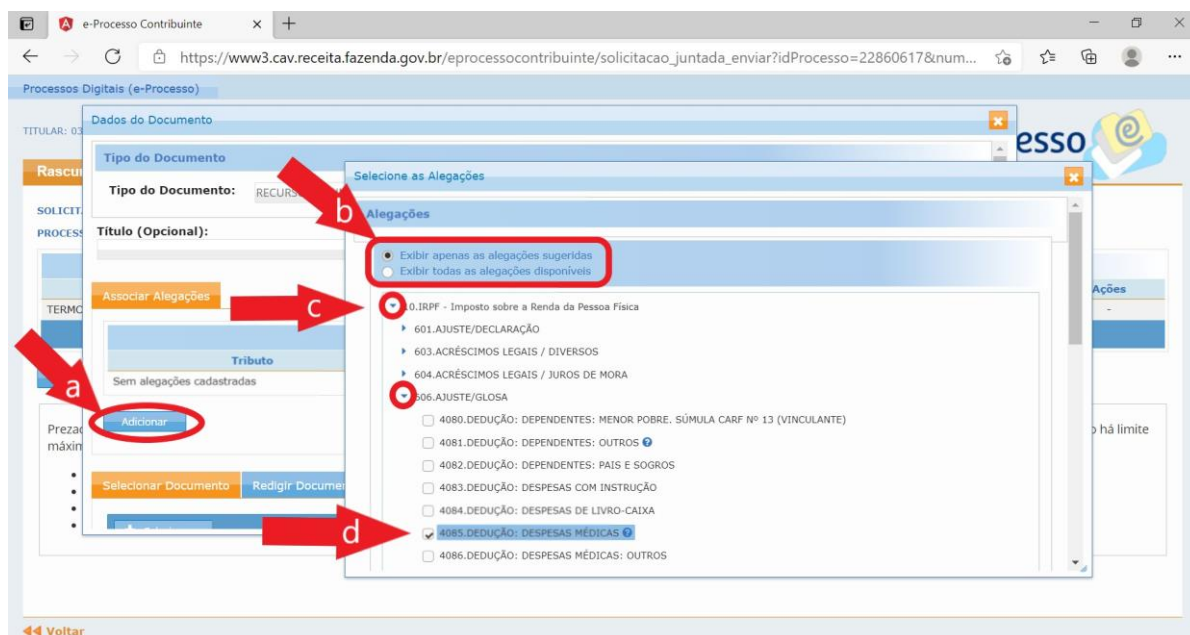 e-Processo Contribuinte
https://www3.cav.receita.fazenda.gov.br/eprocessocontribuinte/solicitacao_juntada_enviar?idProcesso=22860617&num...
Processos Digitais (e-Processo)
TITULAR: 03
esso
Rascu
SOLICIT
PROCESS
TERMO
Ações
-
Dados do Documento
Tipo do Documento
Tipo do Documento:
Título (Opcional):
Associar Alegações
Tributo
Sem alegações cadastradas
a
Adicionar
Selecionar Documento
Redigir Documen
Prezad
há limite
máxim
Selecione as Alegações
b
Alegações
Exibir apenas as alegações sugeridas
Exibir todas as alegações disponíveis
c
10.IRPF - Imposto sobre a Renda da Pessoa Física
601.AJUSTE/DECLARAÇÃO
603.ACRÉSCIMOS LEGAIS / DIVERSOS
604.ACRÉSCIMOS LEGAIS / JUROS DE MORA
606.AJUSTE/GLOSA
4080.DEDUÇÃO: DEPENDENTES: MENOR POBRE. SÚMULA CARF Nº 13 (VINCULANTE)
4081.DEDUÇÃO: DEPENDENTES: OUTROS ?
4082.DEDUÇÃO: DEPENDENTES: PAIS E SOGROS
4083.DEDUÇÃO: DESPESAS COM INSTRUÇÃO
4084.DEDUÇÃO: DESPESAS DE LIVRO-CAIXA
d
4085.DEDUÇÃO: DESPESAS MÉDICAS ?
4086.DEDUÇÃO: DESPESAS MÉDICAS: OUTROS
Voltar